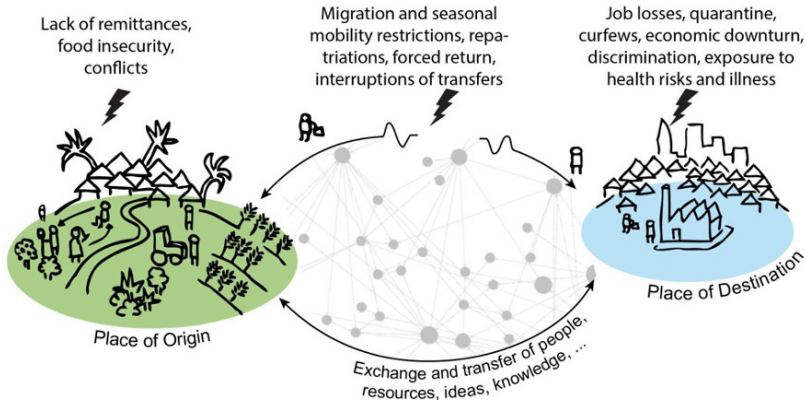 Lack of remittances,
food insecurity,
conflicts
Migration and seasonal
mobility restrictions, repa-
triations, forced return,
interruptions of transfers
Job losses, quarantine,
curfews, economic downturn,
discrimination, exposure to
health risks and illness
Place of Origin
Place of Destination
Exchange and transfer of people,
resources, ideas, knowledge, ...